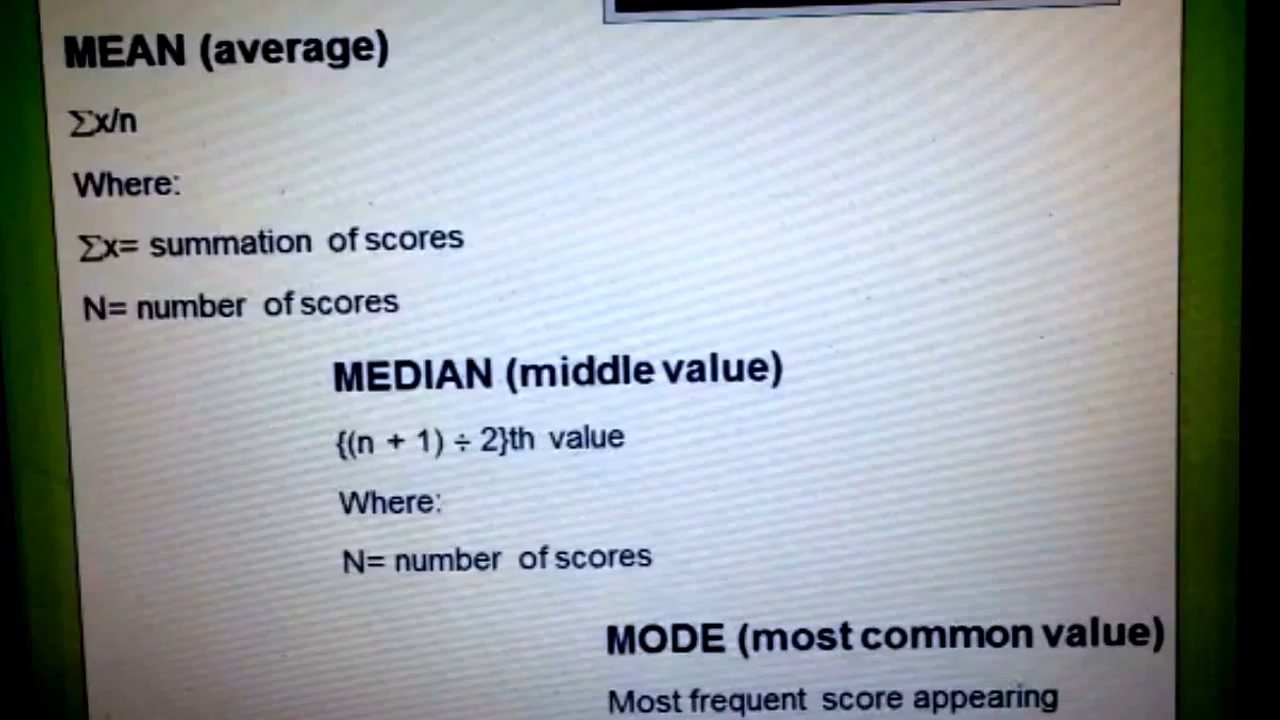 MEAN (average)
∑x/n
Where:
∑x= summation of scores
N= number of scores
MEDIAN (middle value)
{(n + 1) ÷ 2}th value
Where:
N= number of scores
MODE (most common value)
Most frequent score appearing